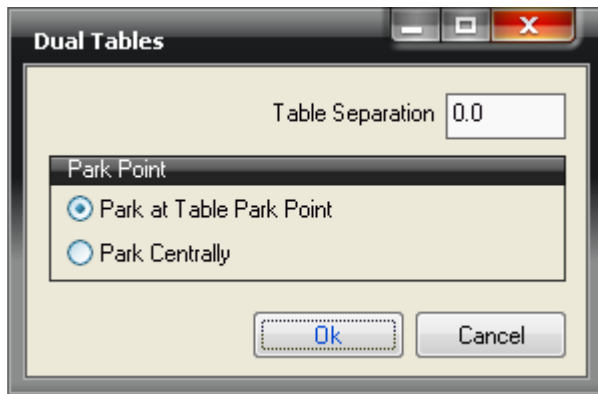 Dual Tables
Table Separation 0.0
Park Point
Park at Table Park Point
Park Centrally
Ok Cancel